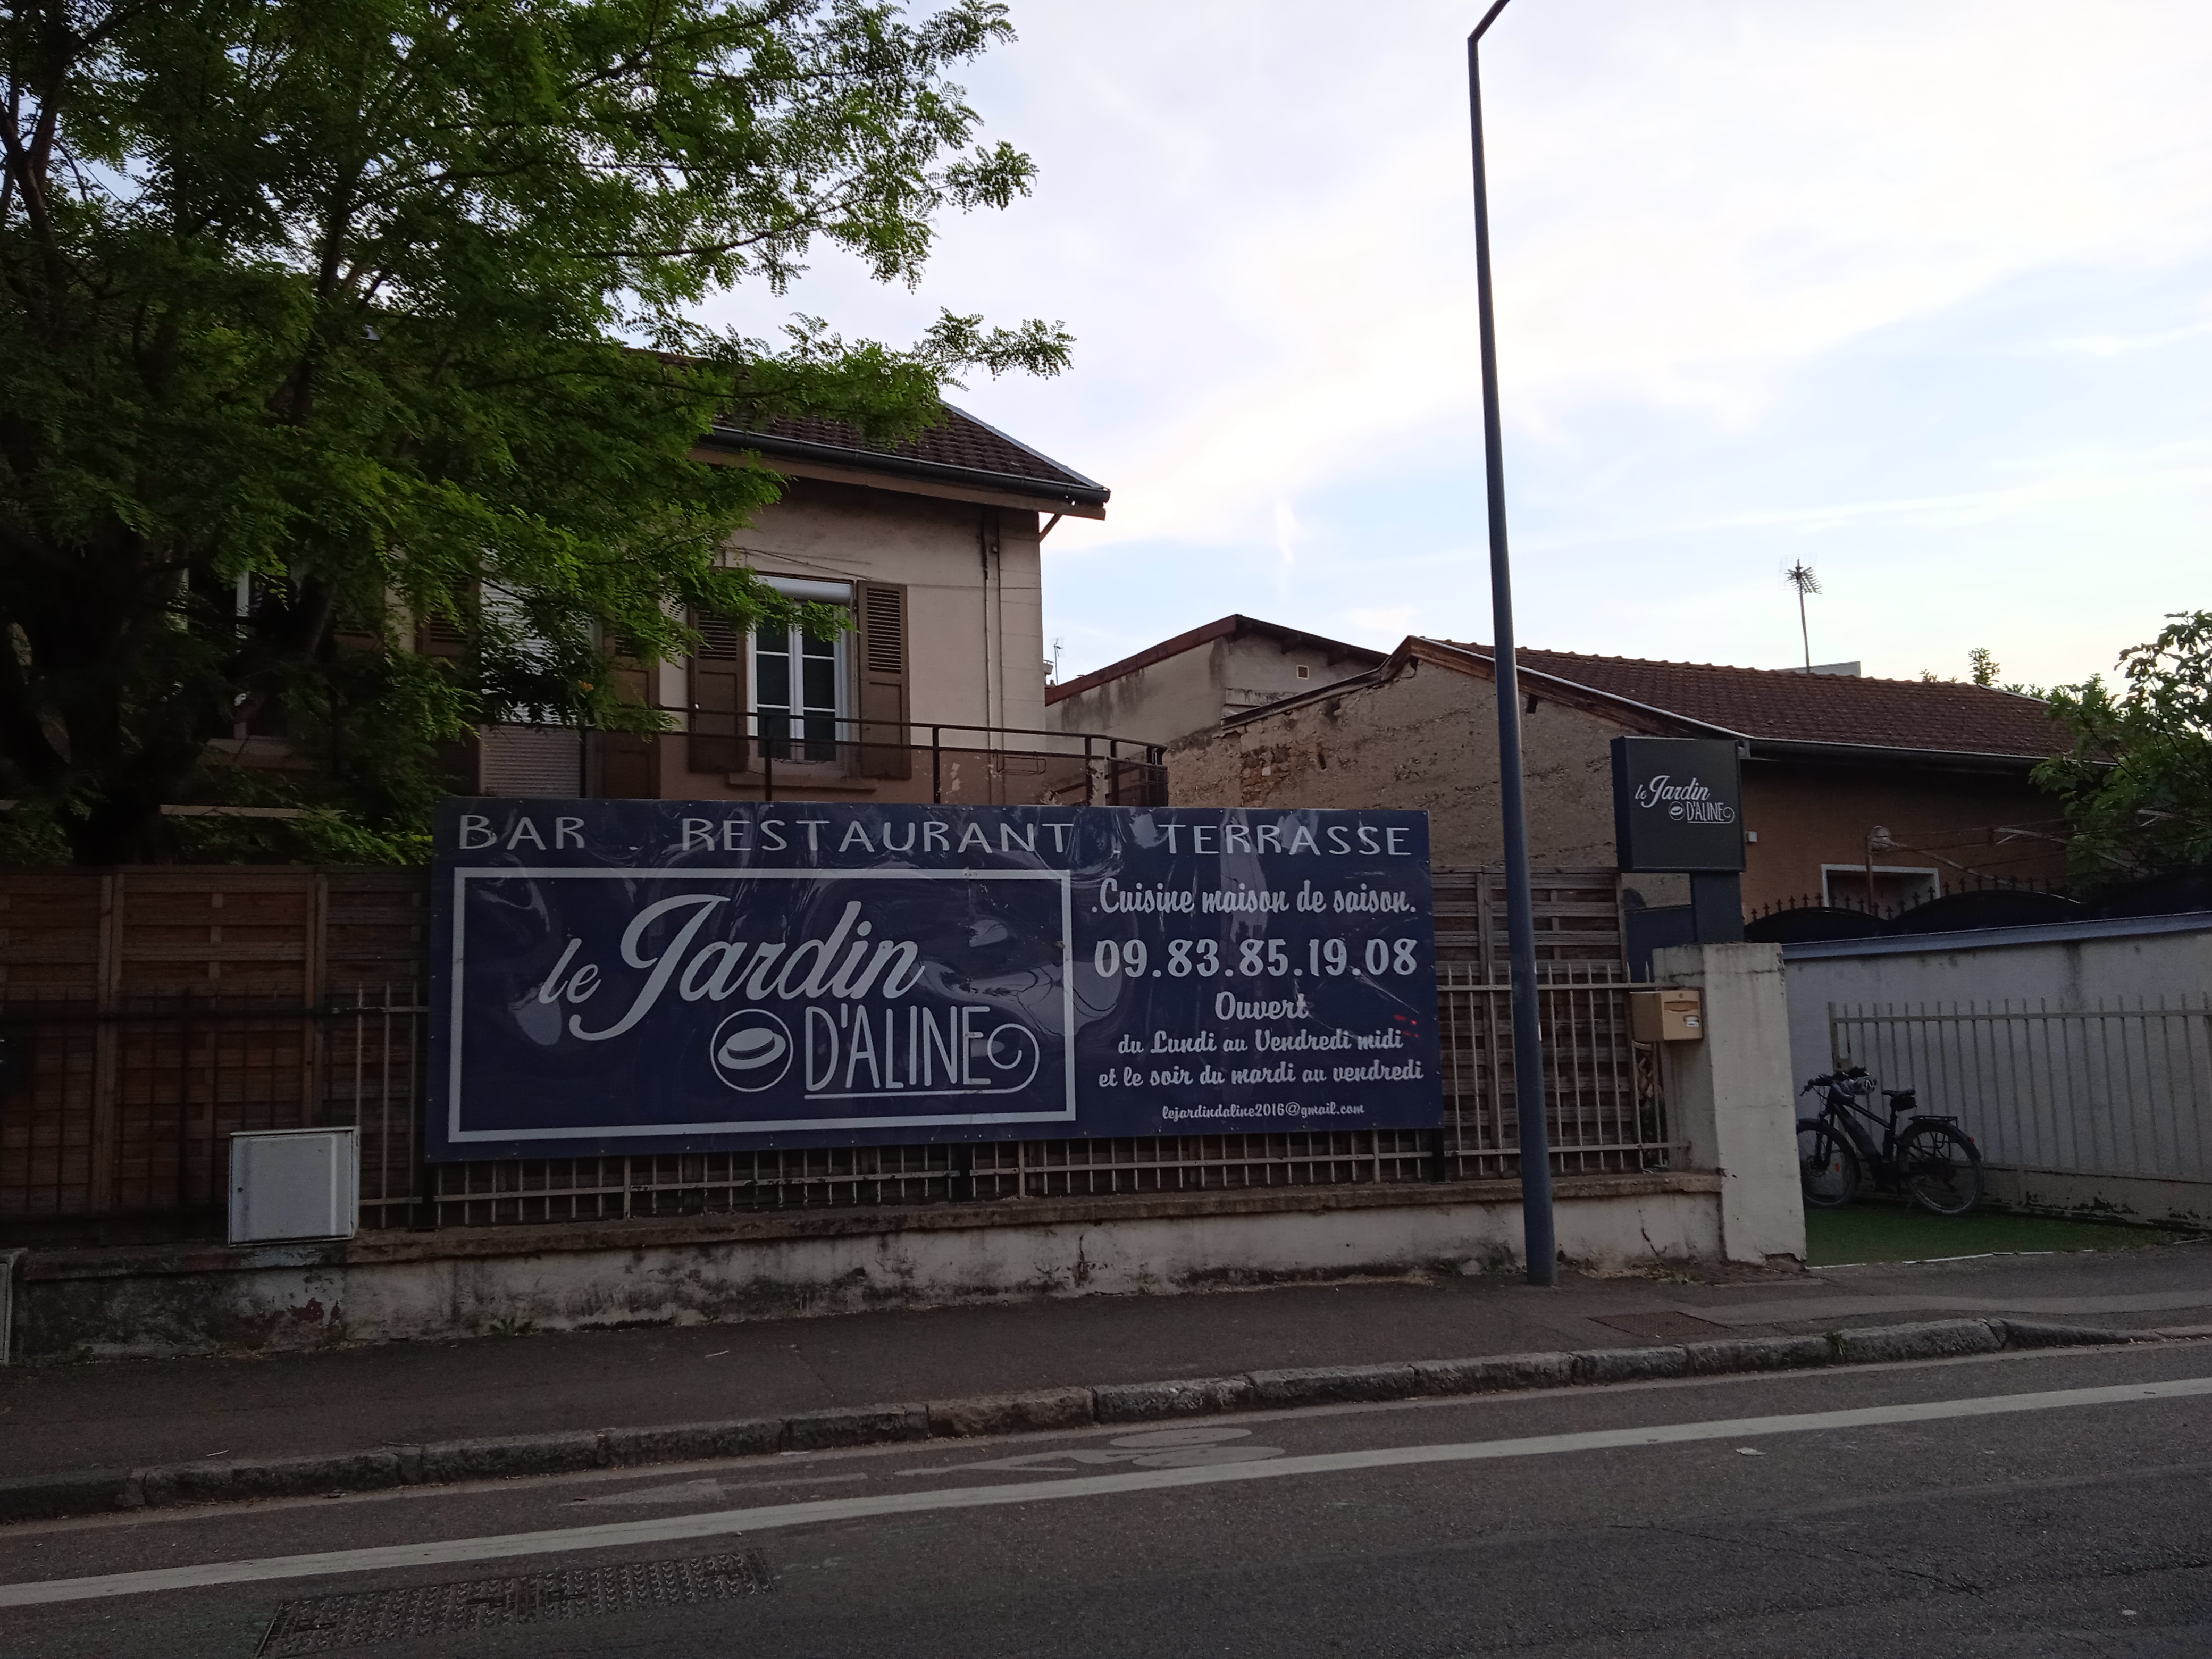 BAR . RESTAURANT . TERRASSE
le Jardin
D'ALINE
.Cuisine maison de saison.
09.83.85.19.08
Ouvert
du Lundi au Vendredi midi
et le soir du mardi au vendredi
lejardindaline2016@gmail.com
le Jardin
D'ALINE